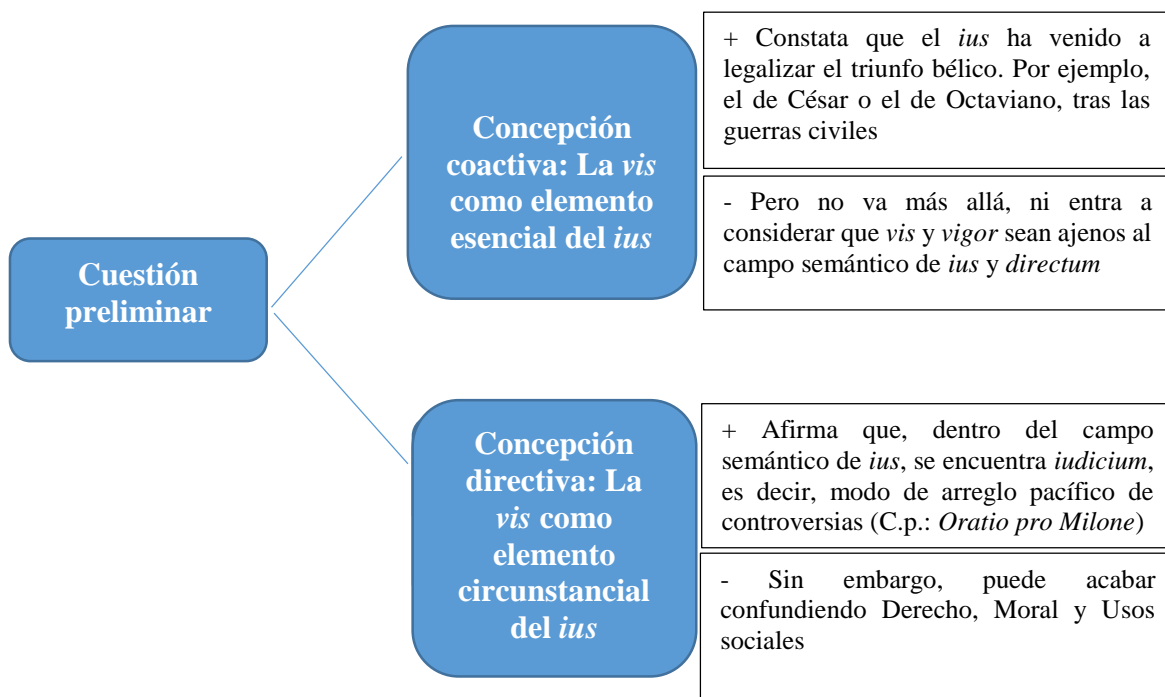 Cuestión
preliminar
Concepción
coactiva: La vis
como elemento
esencial del ius
+ Constata que el ius ha venido a
legalizar el triunfo bélico. Por ejemplo,
el de César o el de Octaviano, tras las
guerras civiles
- Pero no va más allá, ni entra a
considerar que vis y vigor sean ajenos al
campo semántico de ius y directum
Concepción
directiva: La
vis como
elemento
circunstancial
del ius
+ Afirma que, dentro del campo
semántico de ius, se encuentra iudicium,
es decir, modo de arreglo pacífico de
controversias (C.p.: Oratio pro Milone)
- Sin embargo, puede acabar
confundiendo Derecho, Moral y Usos
sociales